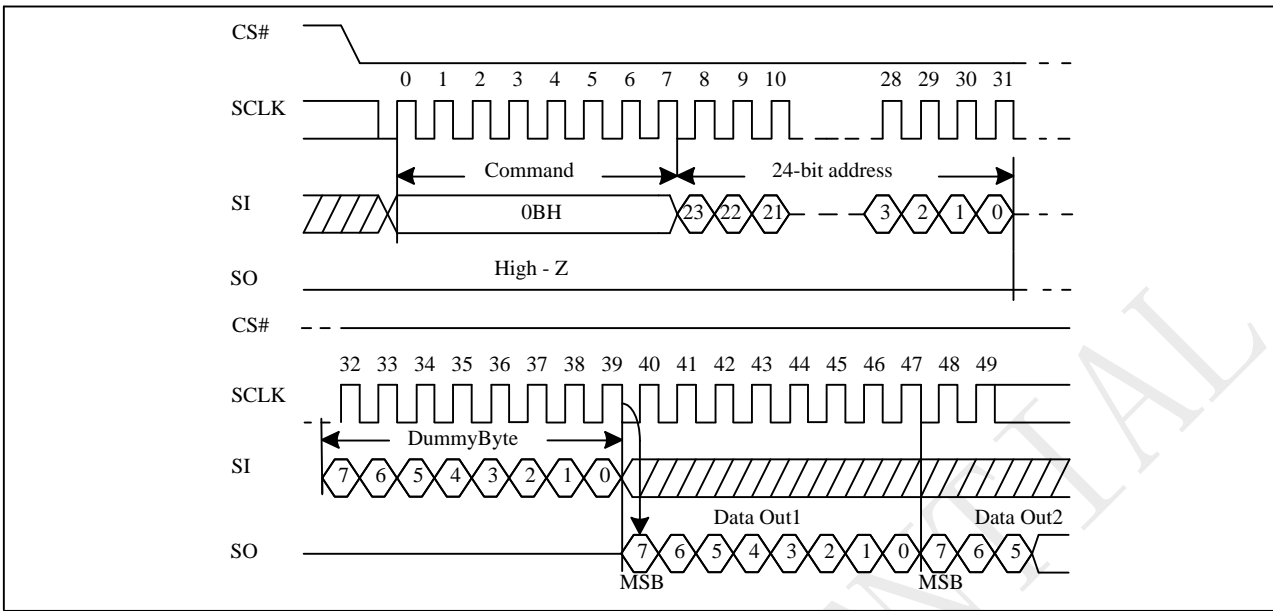 CS#
0 1 2 3 4 5 6 7 8 9 10 28 29 30 31
SCLK
Command 24-bit address
SI 0BH 23 22 21 3 2 1 0
High - Z
SO
CS#
32 33 34 35 36 37 38 39 40 41 42 43 44 45 46 47 48 49
SCLK
DummyByte
SI 7 6 5 4 3 2 1 0
Data Out1 Data Out2
SO 7 6 5 4 3 2 1 0 7 6 5
MSB MSB
NTIAL